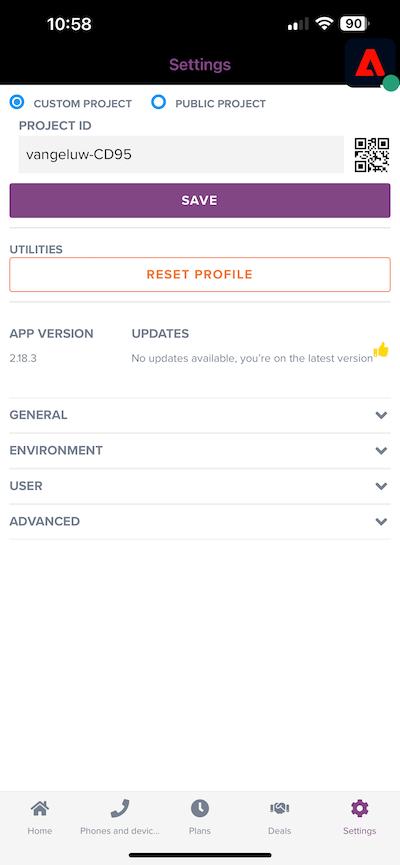 10:58
90
Settings
CUSTOM PROJECT PUBLIC PROJECT
PROJECT ID
vangeluw-CD95
SAVE
UTILITIES
RESET PROFILE
APP VERSION UPDATES
2.18.3 No updates available, you're on the latest version
GENERAL
ENVIRONMENT
USER
ADVANCED
Home Phones and devic... Plans Deals Settings